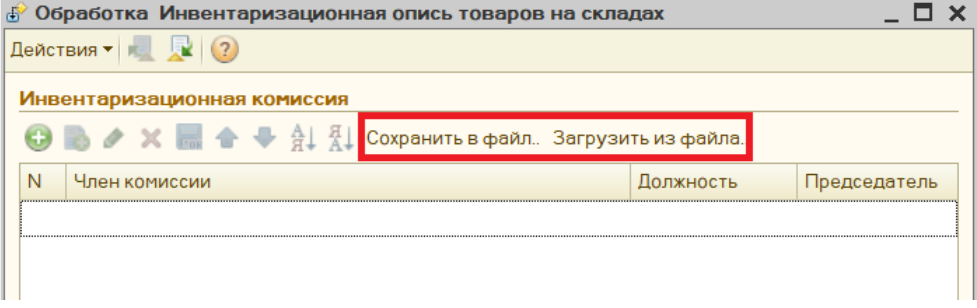 Обработка Инвентаризационная опись товаров на складах
Действия
Инвентаризационная комиссия
Сохранить в файл.. Загрузить из файла.
N Член комиссии Должность Председатель